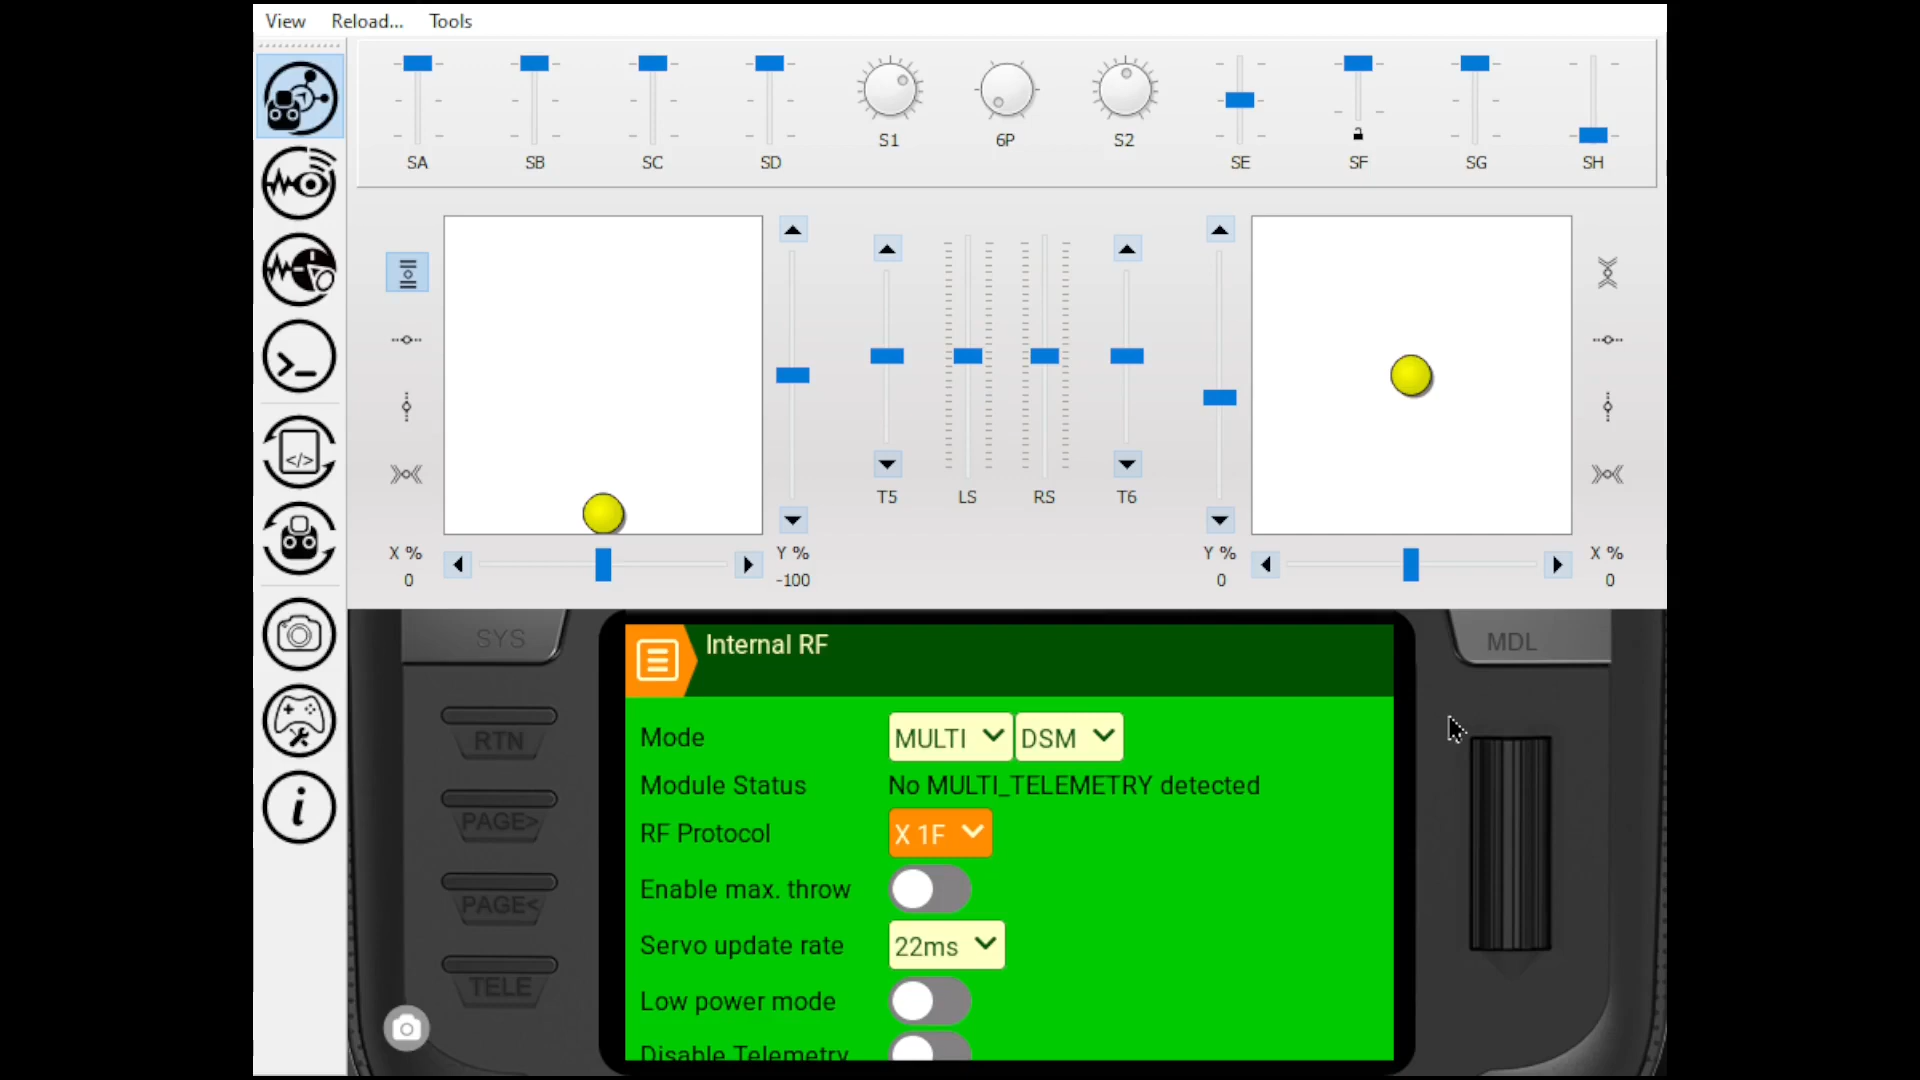 View Reload... Tools
S1 6P S2
SA SB SC SD SE SF SG SH
T5 LS RS T6
X % Y % Y % X %
0 -100 0 0
SYS MDL
Internal RF
RTN
PAGE>
PAGE<
TELE
Mode MULTI DSM
Module Status No MULTI_TELEMETRY detected
RF Protocol X 1F
Enable max. throw
Servo update rate 22ms
Low power mode
Disable Telemetry